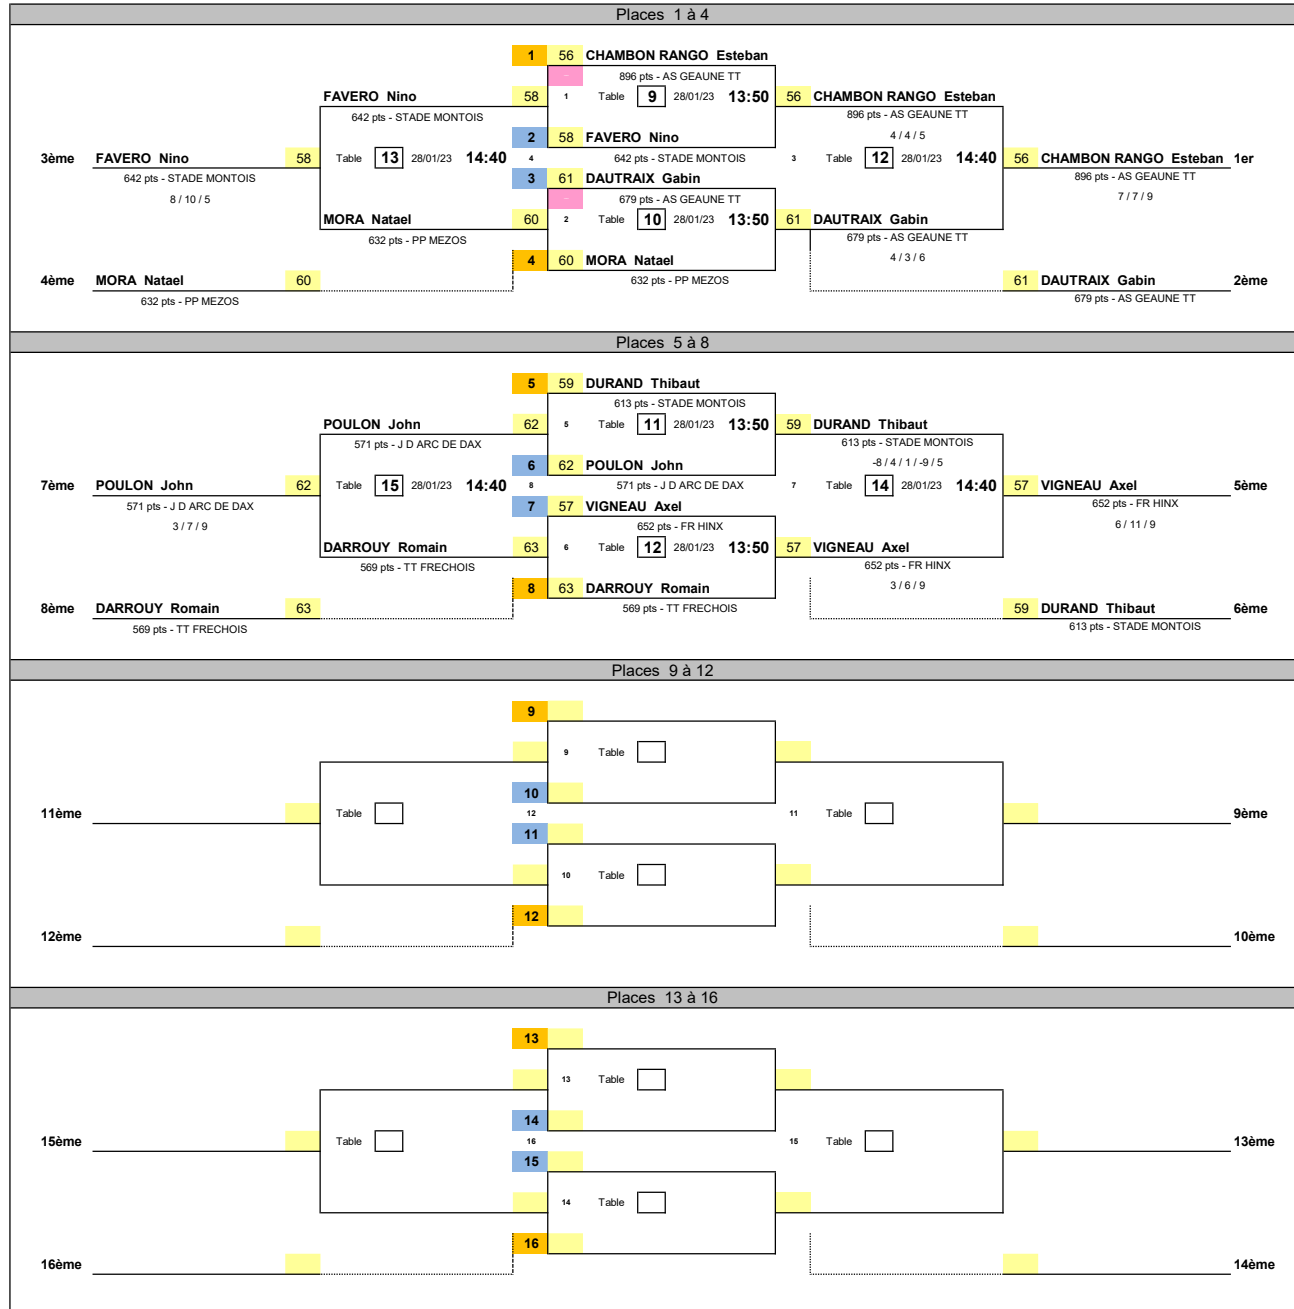 Places 1 à 4
1 56 CHAMBON RANGO Esteban
896 pts - AS GEAUNE TT
FAVERO Nino 58 1 Table 9 28/01/23 13:50 56 CHAMBON RANGO Esteban
642 pts - STADE MONTOIS 896 pts - AS GEAUNE TT
2 58 FAVERO Nino 4 / 4 / 5
3ème FAVERO Nino 58 Table 13 28/01/23 14:40 4 642 pts - STADE MONTOIS 3 Table 12 28/01/23 14:40 56 CHAMBON RANGO Esteban 1er
642 pts - STADE MONTOIS 3 61 DAUTRAIX Gabin 896 pts - AS GEAUNE TT
8 / 10 / 5 679 pts - AS GEAUNE TT 7 / 7 / 9
MORA Natael 60 2 Table 10 28/01/23 13:50 61 DAUTRAIX Gabin
632 pts - PP MEZOS 679 pts - AS GEAUNE TT
4 60 MORA Natael 4 / 3 / 6
4ème MORA Natael 60 632 pts - PP MEZOS 61 DAUTRAIX Gabin 2ème
632 pts - PP MEZOS 679 pts - AS GEAUNE TT
Places 5 à 8
5 59 DURAND Thibaut
613 pts - STADE MONTOIS
POULON John 62 5 Table 11 28/01/23 13:50 59 DURAND Thibaut
571 pts - J D ARC DE DAX 613 pts - STADE MONTOIS
6 62 POULON John -8 / 4 / 1 / -9 / 5
7ème POULON John 62 Table 15 28/01/23 14:40 8 571 pts - J D ARC DE DAX 7 Table 14 28/01/23 14:40 57 VIGNEAU Axel 5ème
571 pts - J D ARC DE DAX 7 57 VIGNEAU Axel 652 pts - FR HINX
3 / 7 / 9 652 pts - FR HINX 6 / 11 / 9
DARROUY Romain 63 6 Table 12 28/01/23 13:50 57 VIGNEAU Axel
569 pts - TT FRECHOIS 652 pts - FR HINX
8 63 DARROUY Romain 3 / 6 / 9
8ème DARROUY Romain 63 569 pts - TT FRECHOIS 59 DURAND Thibaut 6ème
569 pts - TT FRECHOIS 613 pts - STADE MONTOIS
Places 9 à 12
9
9 Table
10
11ème Table 12 11 Table 9ème
11
10 Table
12
12ème 10ème
Places 13 à 16
13
13 Table
14
15ème Table 16 15 Table 13ème
15
14 Table
16
16ème 14ème